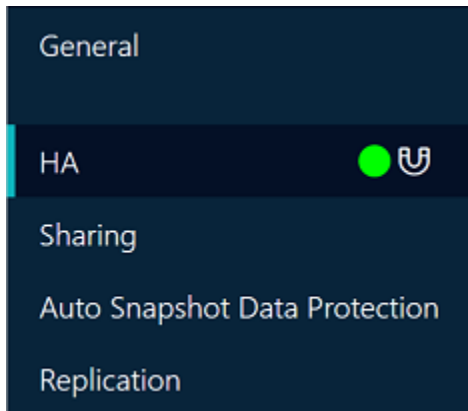 General
HA
Sharing
Auto Snapshot Data Protection
Replication